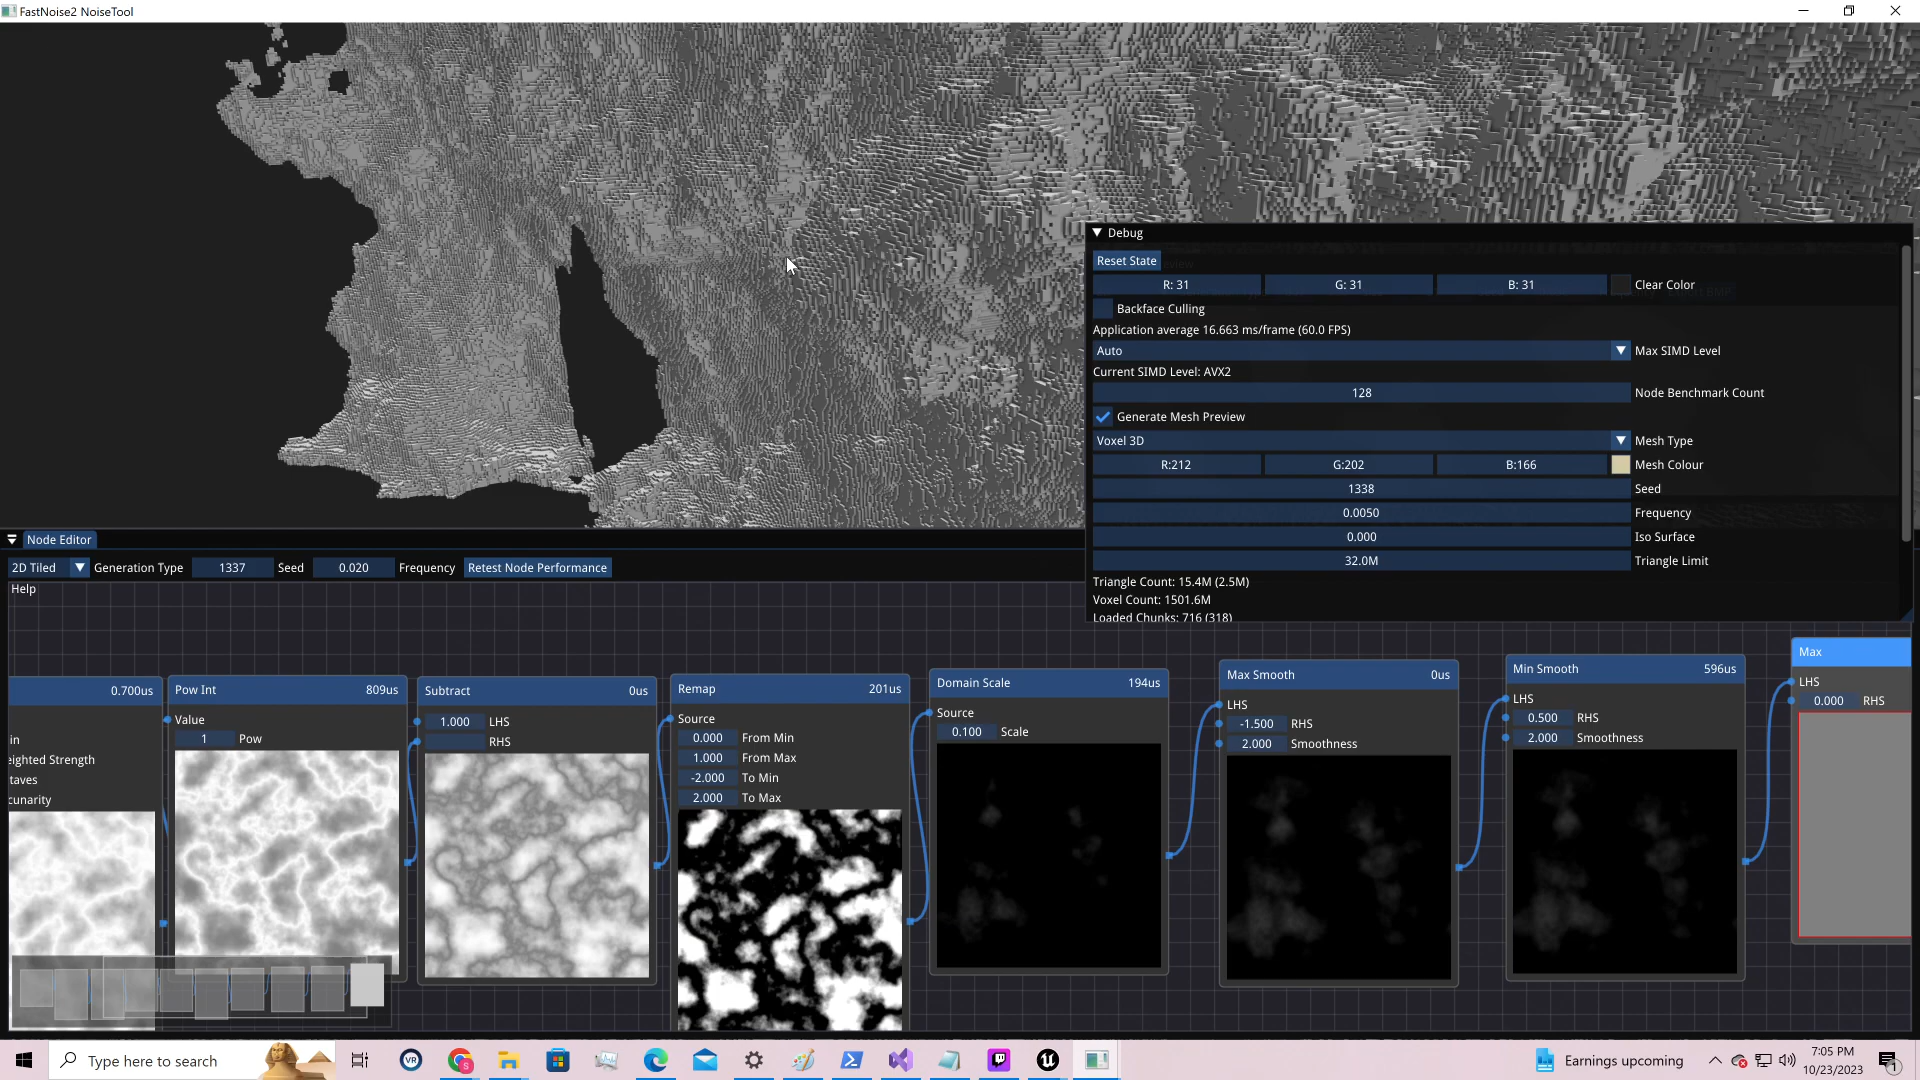 FastNoise2 NoiseTool
Debug
Reset State
R: 31 G: 31 B: 31 Clear Color
Backface Culling
Application average 16.663 ms/frame (60.0 FPS)
Auto Max SIMD Level
Current SIMD Level: AVX2
128 Node Benchmark Count
Generate Mesh Preview
Voxel 3D Mesh Type
R:212 G:202 B:166 Mesh Colour
1338 Seed
0.0050 Frequency
0.000 Iso Surface
32.0M Triangle Limit
Triangle Count: 15.4M (2.5M)
Voxel Count: 1501.6M
Loaded Chunks: 716 (318)
Node Editor
2D Tiled Generation Type 1337 Seed 0.020 Frequency Retest Node Performance
Help
0.700us
in
eighted Strength
taves
cunarity
Pow Int 809us
Value
1 Pow
Subtract 0us
1.000 LHS
RHS
Remap 201us
Source
0.000 From Min
1.000 From Max
-2.000 To Min
2.000 To Max
Domain Scale 194us
Source
0.100 Scale
Max Smooth 0us
LHS
-1.500 RHS
2.000 Smoothness
Min Smooth 596us
LHS
0.500 RHS
2.000 Smoothness
Max
LHS
0.000 RHS
Type here to search
VR
S
Earnings upcoming
7:05 PM
10/23/2023
1